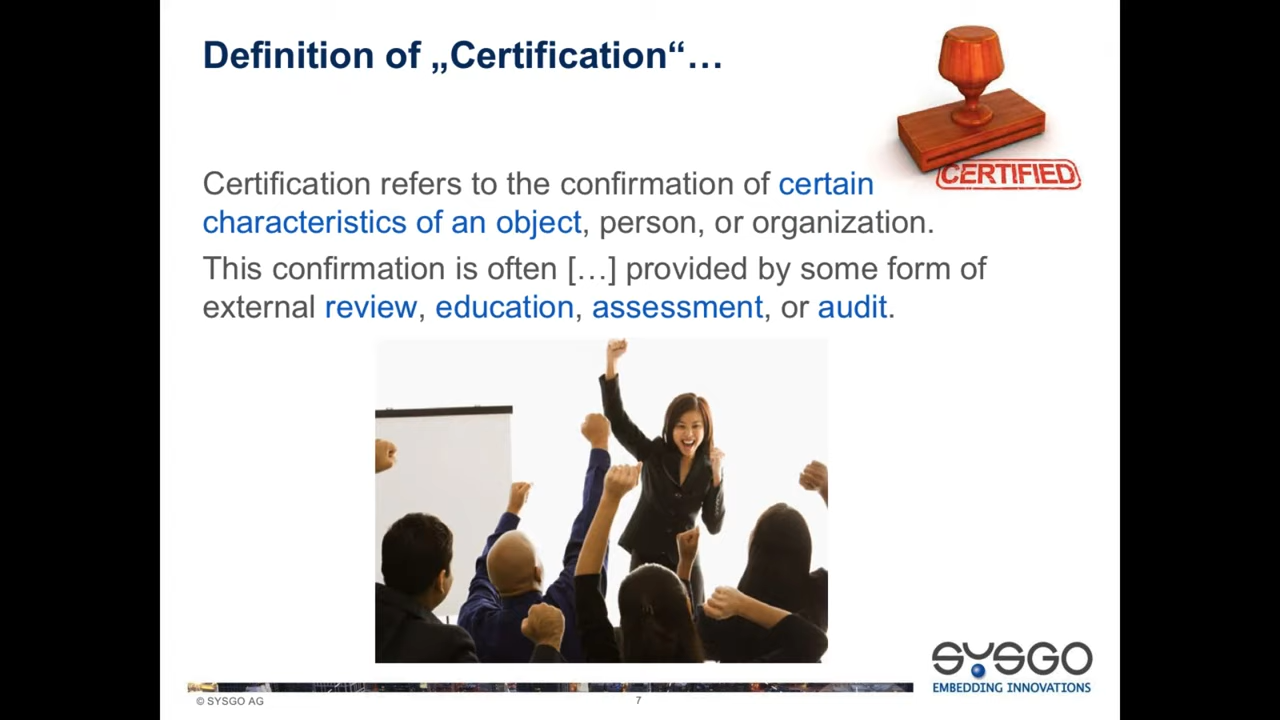 Definition of „Certification“…
CERTIFIED
Certification refers to the confirmation of certain
characteristics of an object, person, or organization.
This confirmation is often […] provided by some form of
external review, education, assessment, or audit.
SYSGO
EMBEDDING INNOVATIONS
© SYSGO AG
7